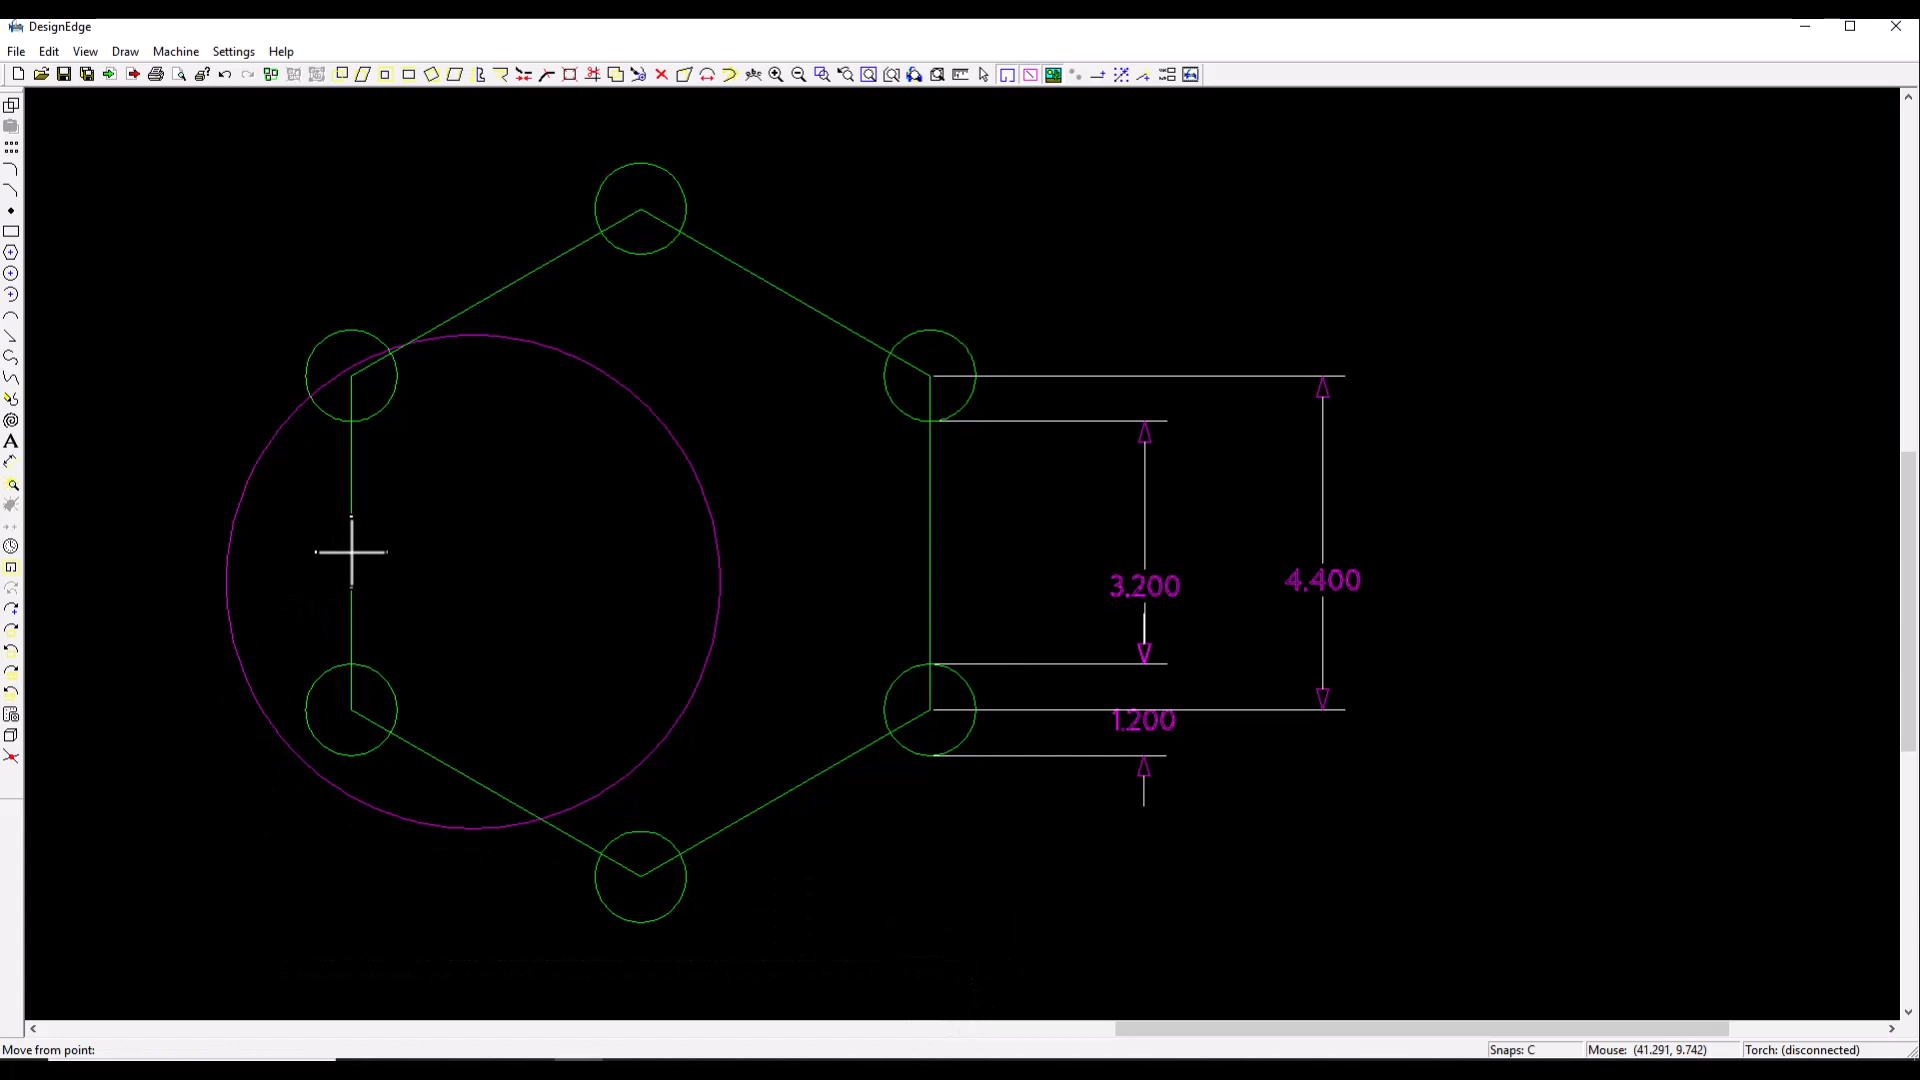 DesignEdge
File Edit View Draw Machine Settings Help
3.200
4.400
1.200
Move from point:
Snaps: C
Mouse: (41.291, 9.742)
Torch: (disconnected)